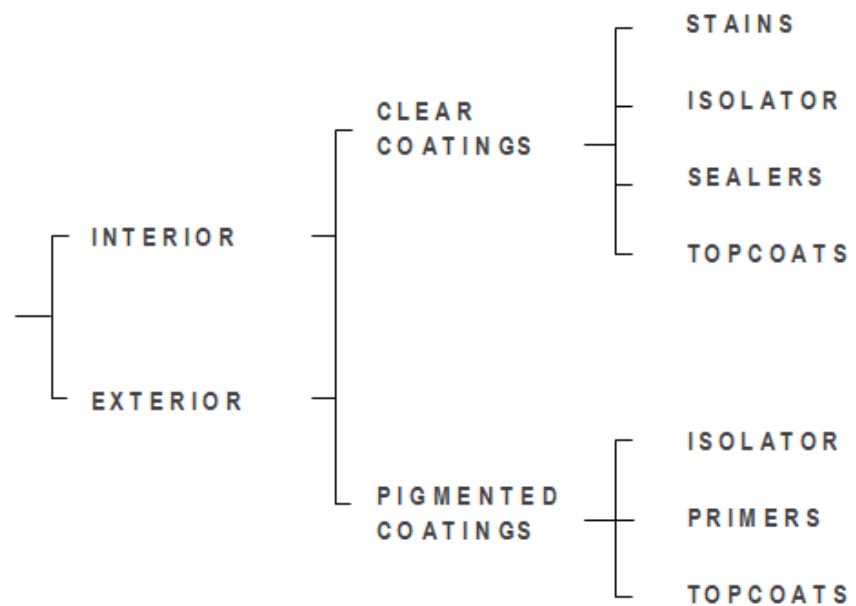 STAINS
CLEAR
COATINGS
ISOLATOR
SEALERS
INTERIOR
TOPCOATS
EXTERIOR
ISOLATOR
PIGMENTED
COATINGS
PRIMERS
TOPCOATS